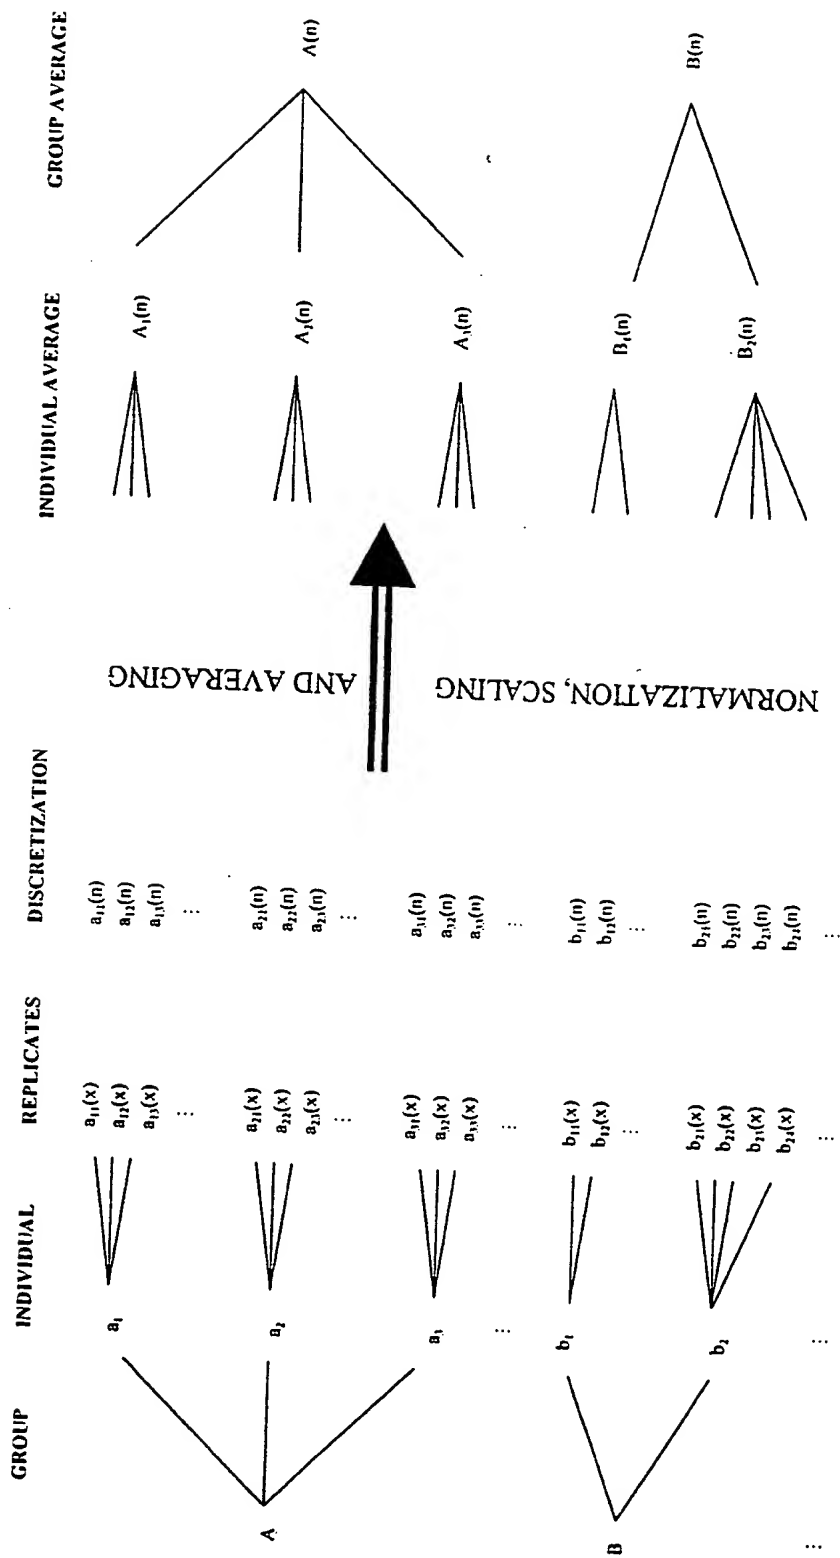 GROUP
A
B
...
INDIVIDUAL
a₁
a₂
a₃
...
b₁
b₂
...
REPLICATES
a₁₁(x)
a₁₂(x)
a₁₃(x)
...
a₂₁(x)
a₂₂(x)
a₂₃(x)
...
a₃₁(x)
a₃₂(x)
a₃₃(x)
...
b₁₁(x)
b₁₂(x)
...
b₂₁(x)
b₂₂(x)
b₂₃(x)
b₂₄(x)
...
DISCRETIZATION
a₁₁(n)
a₁₂(n)
a₁₃(n)
...
a₂₁(n)
a₂₂(n)
a₂₃(n)
...
a₃₁(n)
a₃₂(n)
a₃₃(n)
...
b₁₁(n)
b₁₂(n)
...
b₂₁(n)
b₂₂(n)
b₂₃(n)
b₂₄(n)
...
NORMALIZATION, SCALING
AND AVERAGING
INDIVIDUAL AVERAGE
A₁(n)
A₂(n)
A₃(n)
B₁(n)
B₂(n)
GROUP AVERAGE
A(n)
B(n)